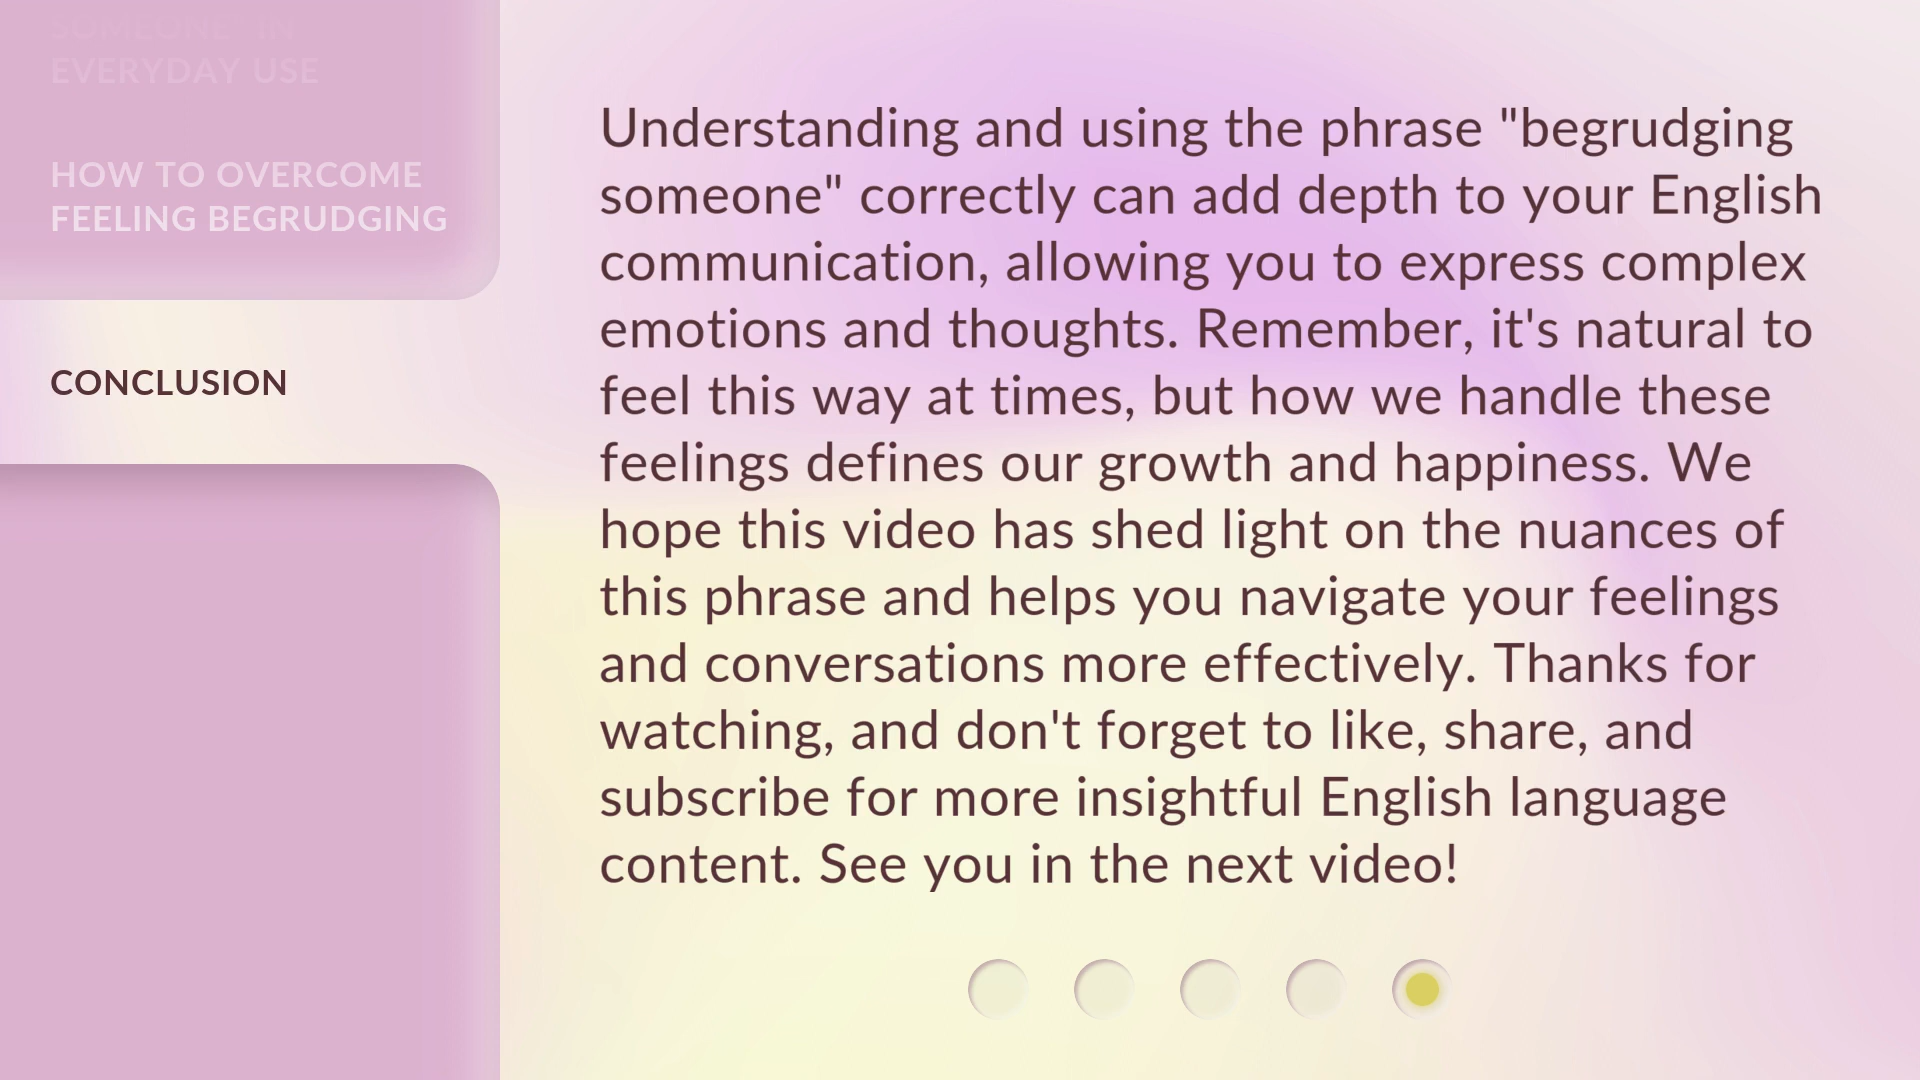 SOMEONE" IN
EVERYDAY USE
HOW TO OVERCOME
FEELING BEGRUDGING
CONCLUSION
Understanding and using the phrase "begrudging
someone" correctly can add depth to your English
communication, allowing you to express complex
emotions and thoughts. Remember, it's natural to
feel this way at times, but how we handle these
feelings defines our growth and happiness. We
hope this video has shed light on the nuances of
this phrase and helps you navigate your feelings
and conversations more effectively. Thanks for
watching, and don't forget to like, share, and
subscribe for more insightful English language
content. See you in the next video!